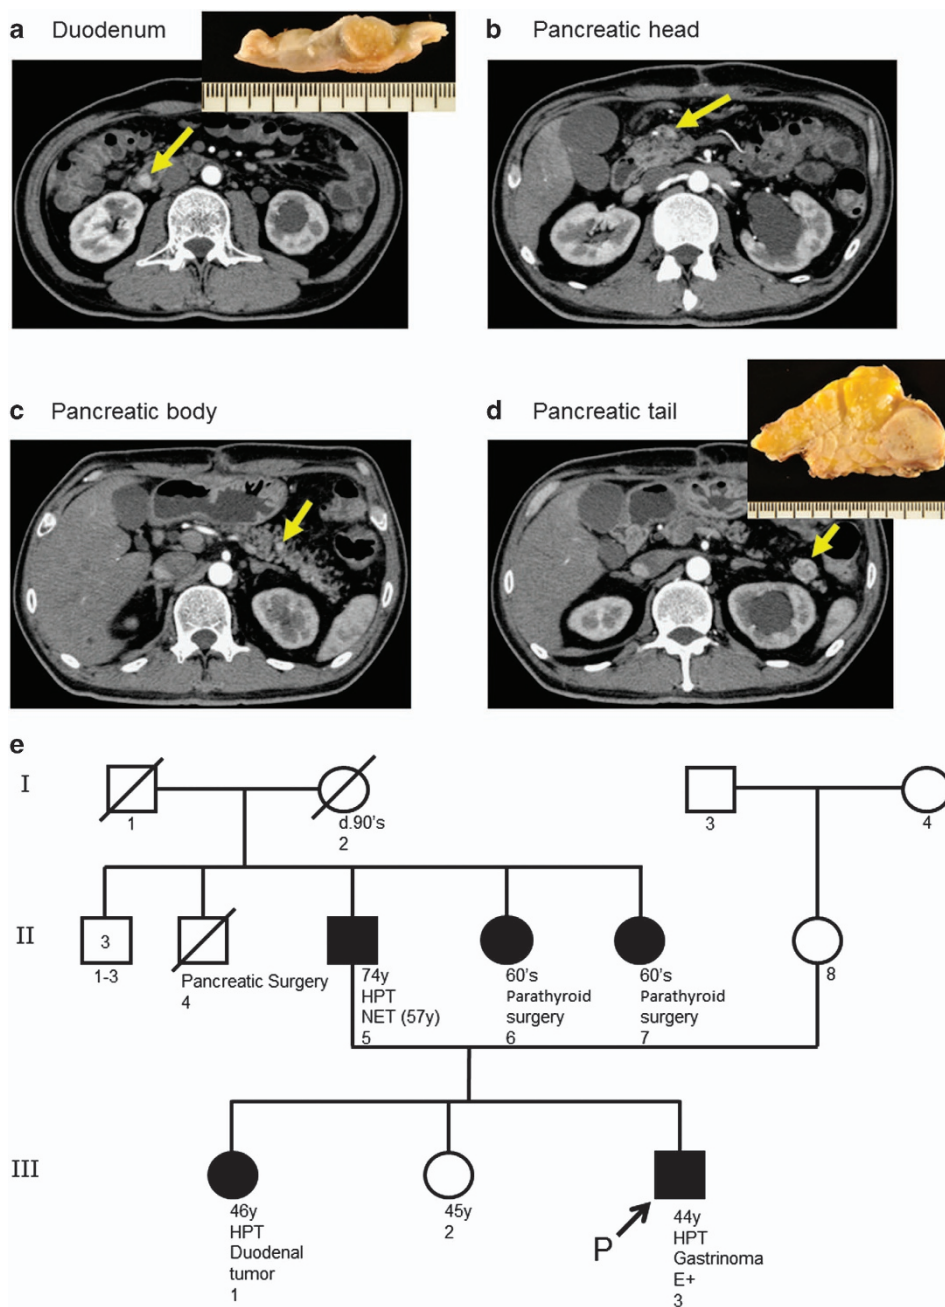 a Duodenum
b Pancreatic head
c Pancreatic body
d Pancreatic tail
e
I
1
d.90's
2
3
4
II
3
1-3
Pancreatic Surgery
4
74y
HPT
NET (57y)
5
60's
Parathyroid
surgery
6
60's
Parathyroid
surgery
7
8
III
46y
HPT
Duodenal
tumor
1
45y
2
P
44y
HPT
Gastrinoma
E+
3